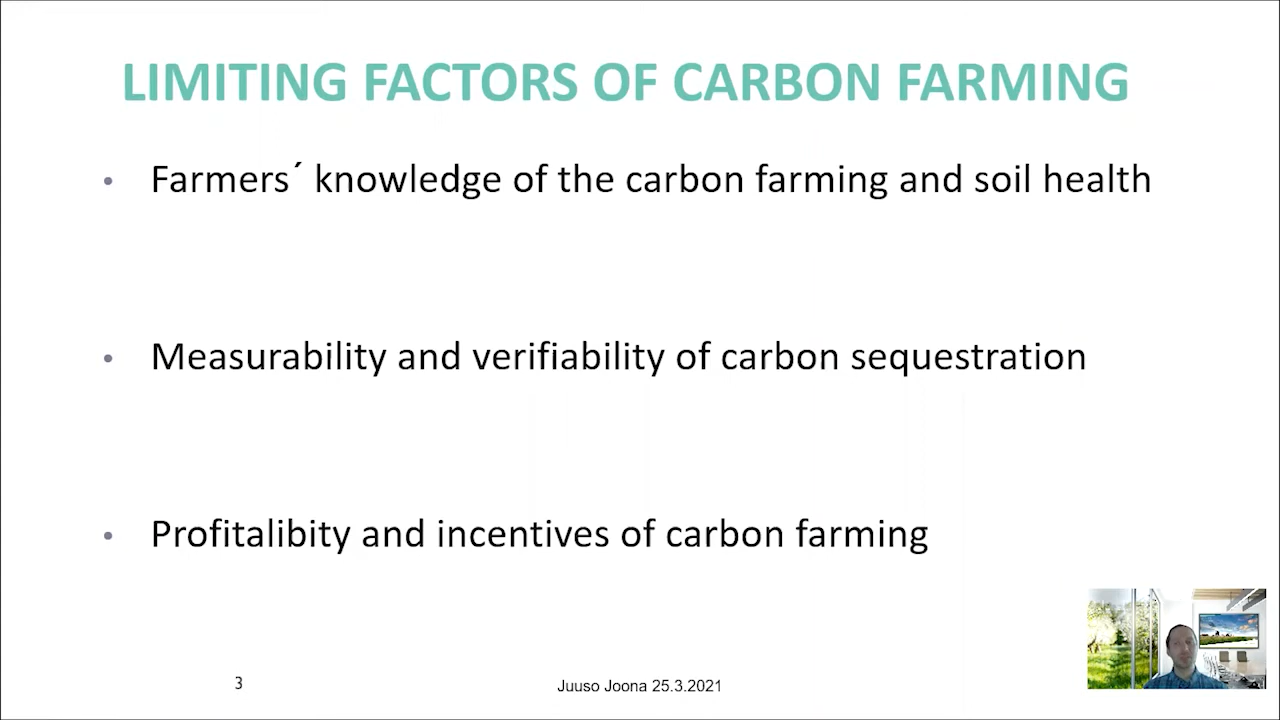 LIMITING FACTORS OF CARBON FARMING
• Farmers´ knowledge of the carbon farming and soil health
• Measurability and verifiability of carbon sequestration
• Profitalibity and incentives of carbon farming
3
Juuso Joona 25.3.2021